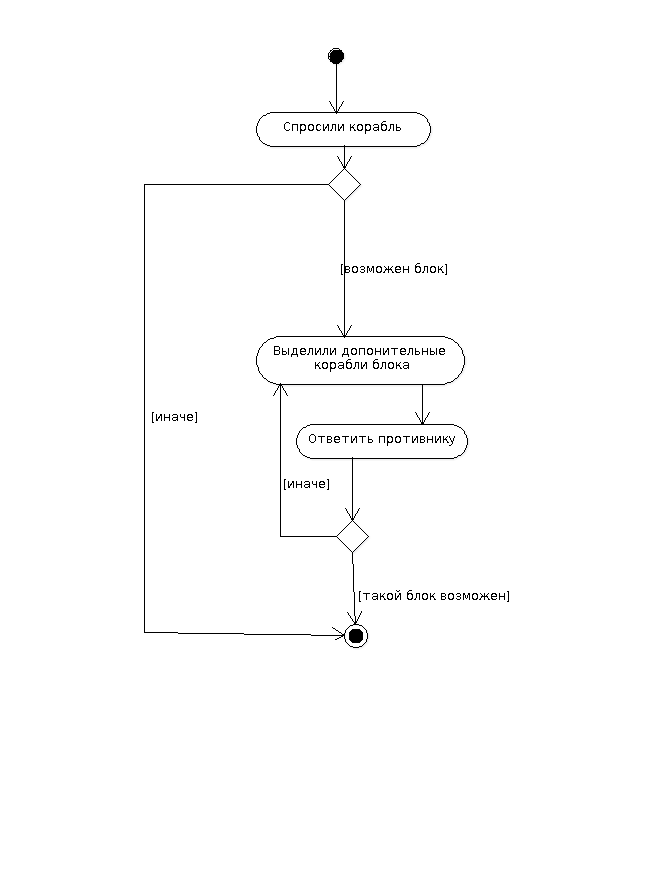 Спросили корабль
[возможен блок]
Выделили допонительные
корабли блока
[иначе]
Ответить противнику
[иначе]
[такой блок возможен]